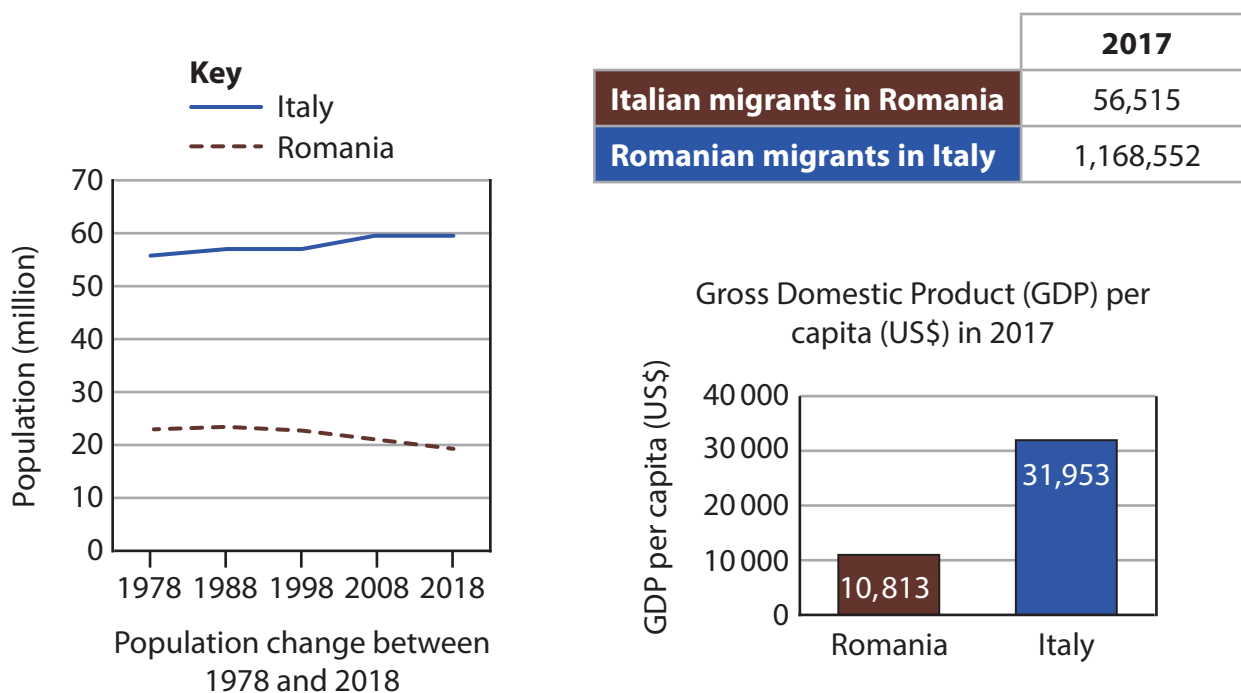 Key
Italy
Romania
Population (million)
70
60
50
40
30
20
10
0
1978 1988 1998 2008 2018
Population change between
1978 and 2018
2017
Italian migrants in Romania 56,515
Romanian migrants in Italy 1,168,552
Gross Domestic Product (GDP) per
capita (US$) in 2017
GDP per capita (US$)
40 000
30 000
20 000
10 000
0
10,813
31,953
Romania Italy